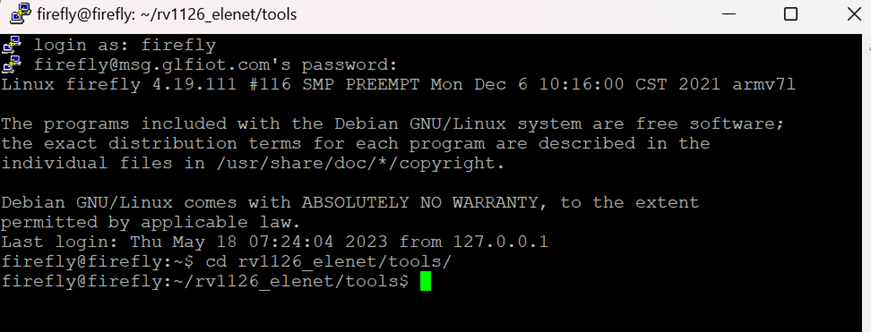 firefly@firefly: ~/rv1126_elenet/tools
login as: firefly
firefly@msg.glfiot.com's password:
Linux firefly 4.19.111 #116 SMP PREEMPT Mon Dec 6 10:16:00 CST 2021 armv7l
The programs included with the Debian GNU/Linux system are free software;
the exact distribution terms for each program are described in the
individual files in /usr/share/doc/*/copyright.
Debian GNU/Linux comes with ABSOLUTELY NO WARRANTY, to the extent
permitted by applicable law.
Last login: Thu May 18 07:24:04 2023 from 127.0.0.1
firefly@firefly:~$ cd rv1126_elenet/tools/
firefly@firefly:~/rv1126_elenet/tools$